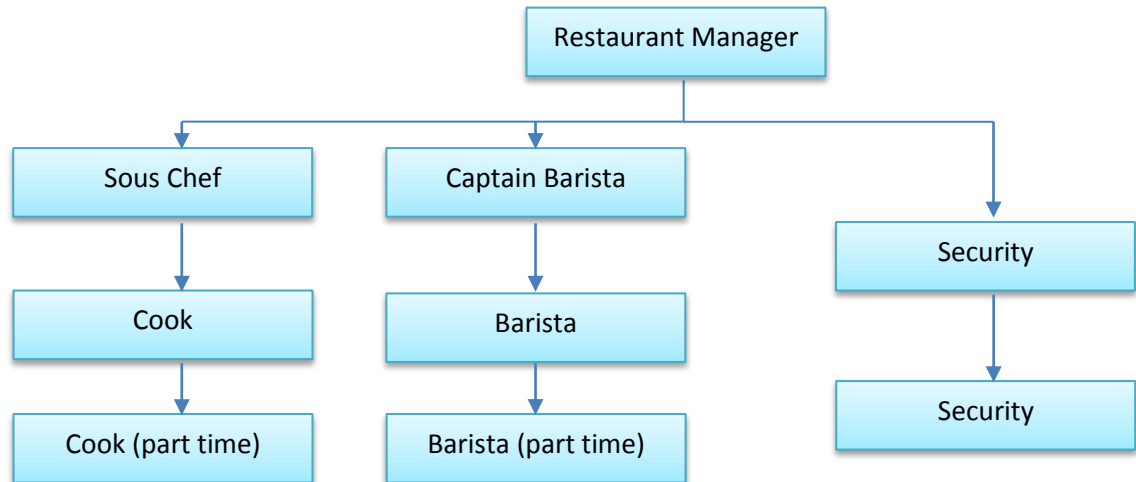 Restaurant Manager
Sous Chef
Captain Barista
Security
Cook
Barista
Security
Cook (part time)
Barista (part time)